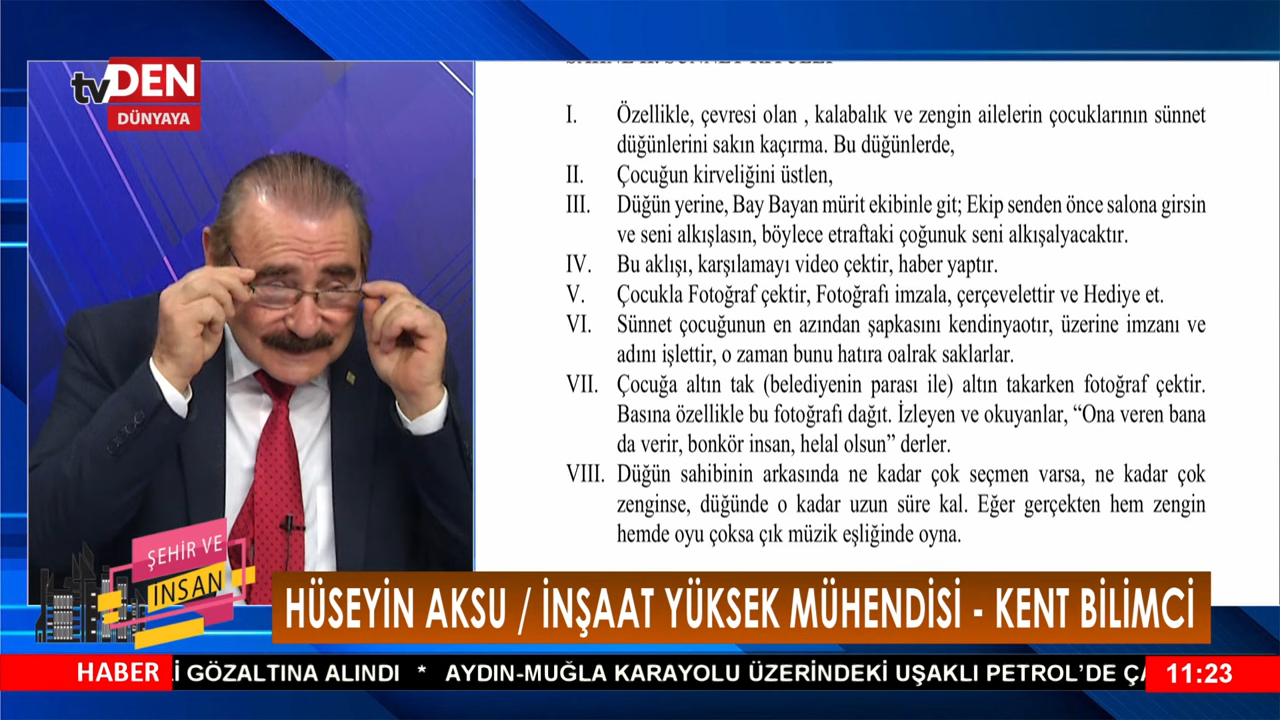 tvDEN
DÜNYAYA
SAHNE II: SÜNNET RİTÜELİ
I. Özellikle, çevresi olan , kalabalık ve zengin ailelerin çocuklarının sünnet
düğünlerini sakın kaçırma. Bu düğünlerde,
II. Çocuğun kirveliğini üstlen,
III. Düğün yerine, Bay Bayan mürit ekibinle git; Ekip senden önce salona girsin
ve seni alkışlasın, böylece etraftaki çoğunuk seni alkışalyacaktır.
IV. Bu aklışı, karşılamayı video çektir, haber yaptır.
V. Çocukla Fotoğraf çektir, Fotoğrafı imzala, çerçevelettir ve Hediye et.
VI. Sünnet çocuğunun en azından şapkasını kendinyaotır, üzerine imzanı ve
adını işlettir, o zaman bunu hatıra oalrak saklarlar.
VII. Çocuğa altın tak (belediyenin parası ile) altın takarken fotoğraf çektir.
Basına özellikle bu fotoğrafı dağıt. İzleyen ve okuyanlar, “Ona veren bana
da verir, bonkör insan, helal olsun” derler.
VIII. Düğün sahibinin arkasında ne kadar çok seçmen varsa, ne kadar çok
zenginse, düğünde o kadar uzun süre kal. Eğer gerçekten hem zengin
hemde oyu çoksa çık müzik eşliğinde oyna.
ŞEHİR VE
İNSAN
HÜSEYİN AKSU / İNŞAAT YÜKSEK MÜHENDİSİ - KENT BİLİMCİ
HABER Lİ GÖZALTINA ALINDI * AYDIN-MUĞLA KARAYOLU ÜZERİNDEKİ UŞAKLI PETROL’DE ÇA 11:23